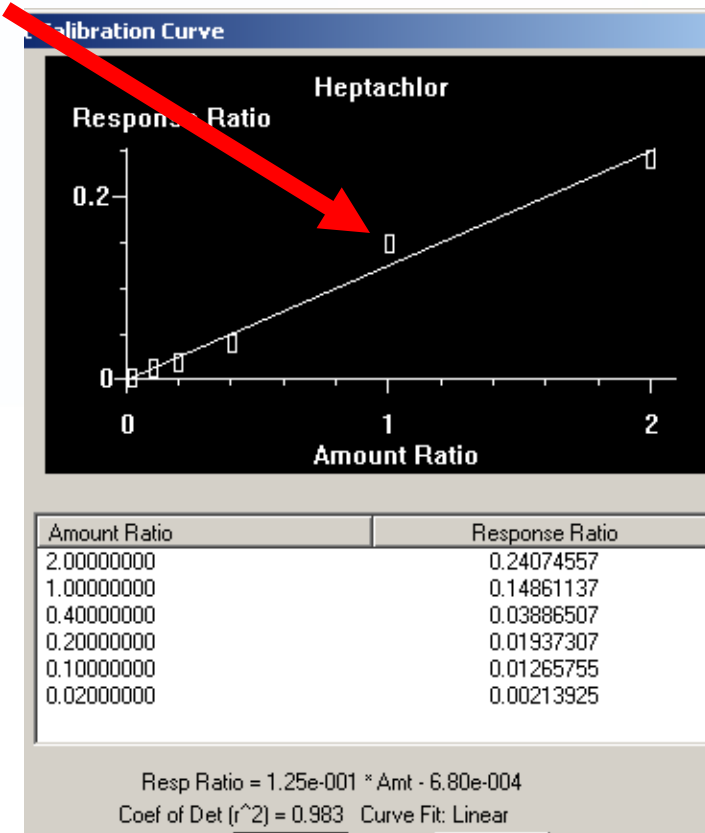 Calibration Curve
Heptachlor
Response Ratio
0.2
0
0 1 2
Amount Ratio
Amount Ratio Response Ratio
2.00000000 0.24074557
1.00000000 0.14861137
0.40000000 0.03886507
0.20000000 0.01937307
0.10000000 0.01265755
0.02000000 0.00213925
Resp Ratio = 1.25e-001 * Amt - 6.80e-004
Coef of Det (r^2) = 0.983 Curve Fit: Linear